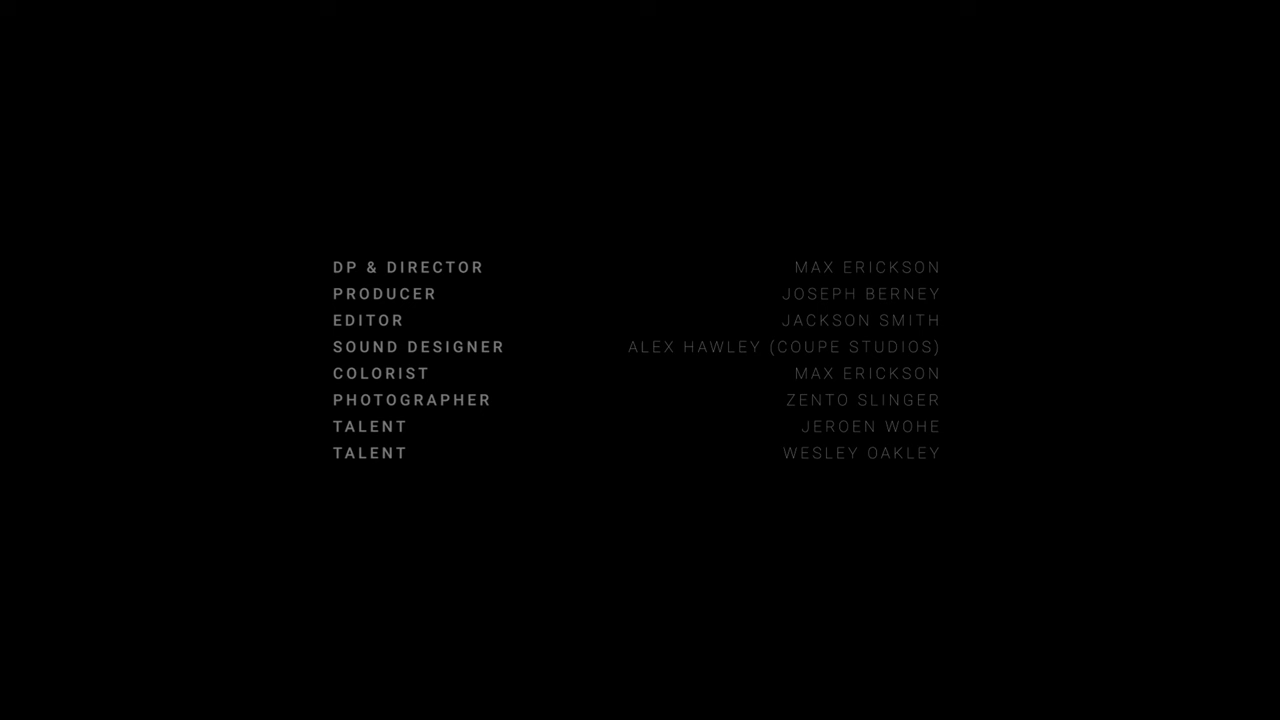 DP & DIRECTOR MAX ERICKSON
PRODUCER JOSEPH BERNEY
EDITOR JACKSON SMITH
SOUND DESIGNER ALEX HAWLEY (COUPE STUDIOS)
COLORIST MAX ERICKSON
PHOTOGRAPHER ZENTO SLINGER
TALENT JEROEN WOHE
TALENT WESLEY OAKLEY